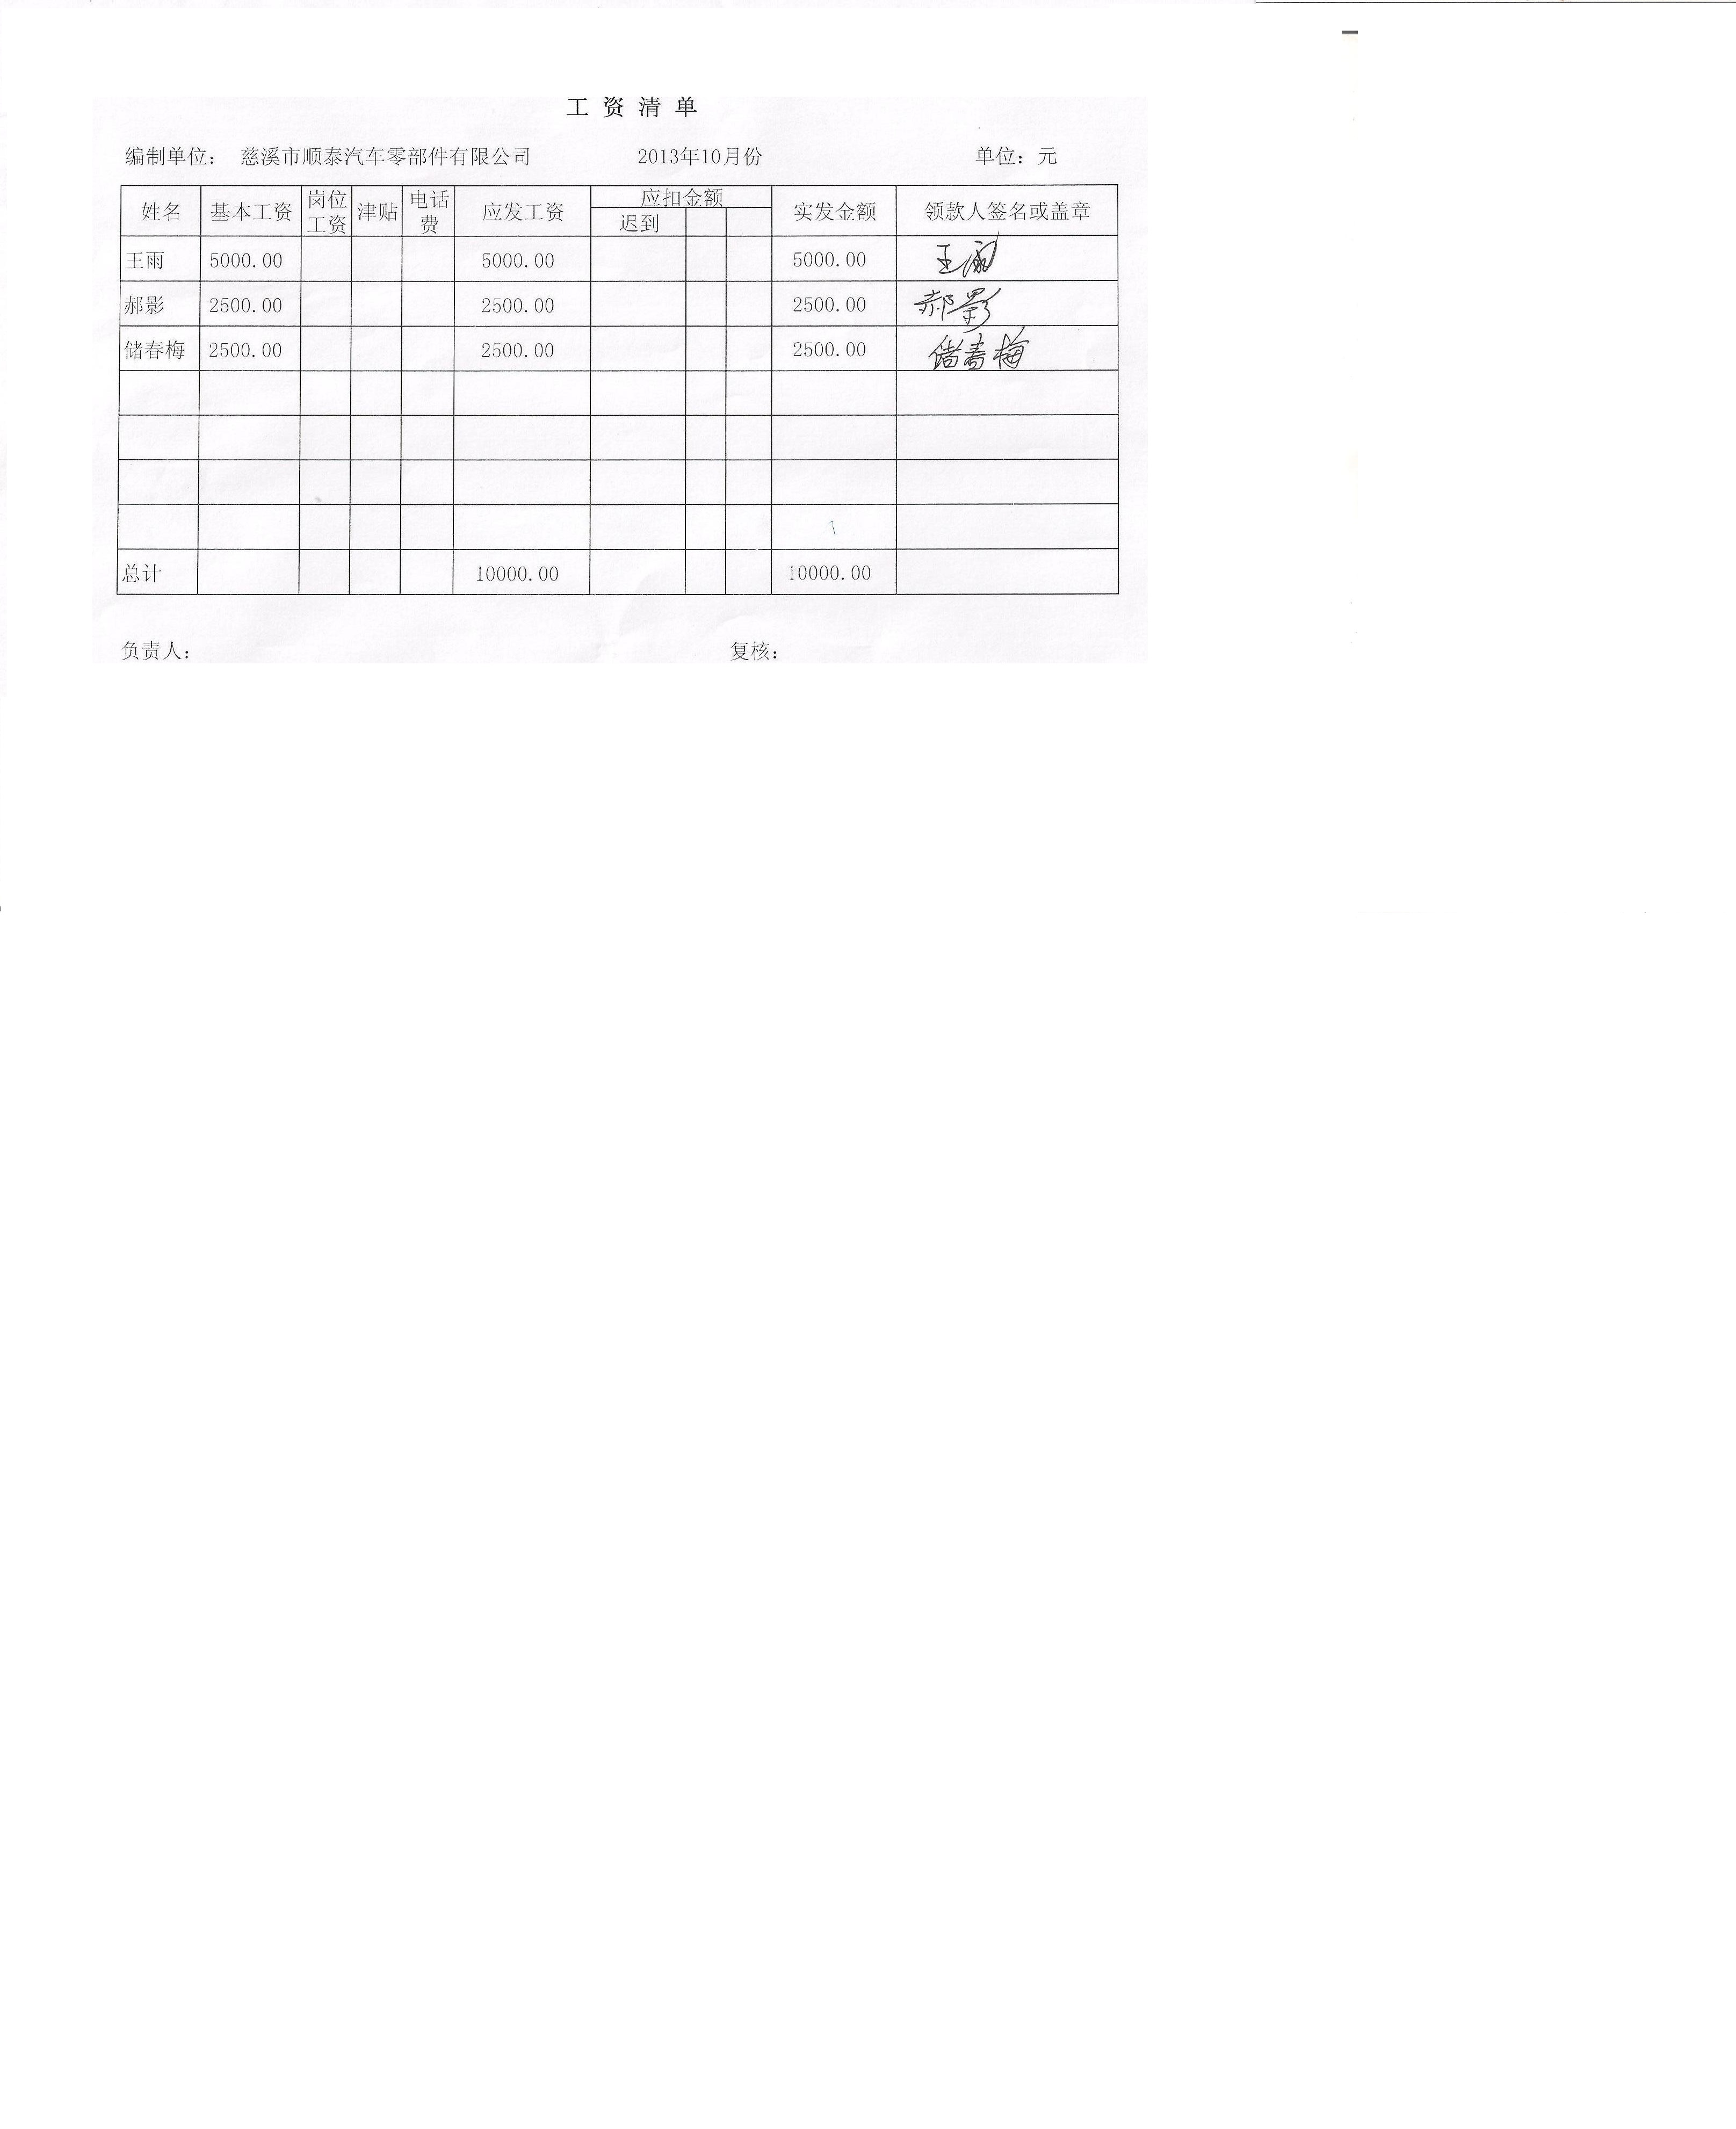 工资清单
编制单位： 慈溪市顺泰汽车零部件有限公司 2013年10月份 单位：元
姓名 基本工资 岗位工资 津贴 电话费 应发工资 应扣金额 实发金额 领款人签名或盖章
迟到
王雨 5000.00 5000.00 5000.00 王雨
郝影 2500.00 2500.00 2500.00 郝影
储春梅 2500.00 2500.00 2500.00 储春梅
总计 10000.00 10000.00
负责人： 复核：